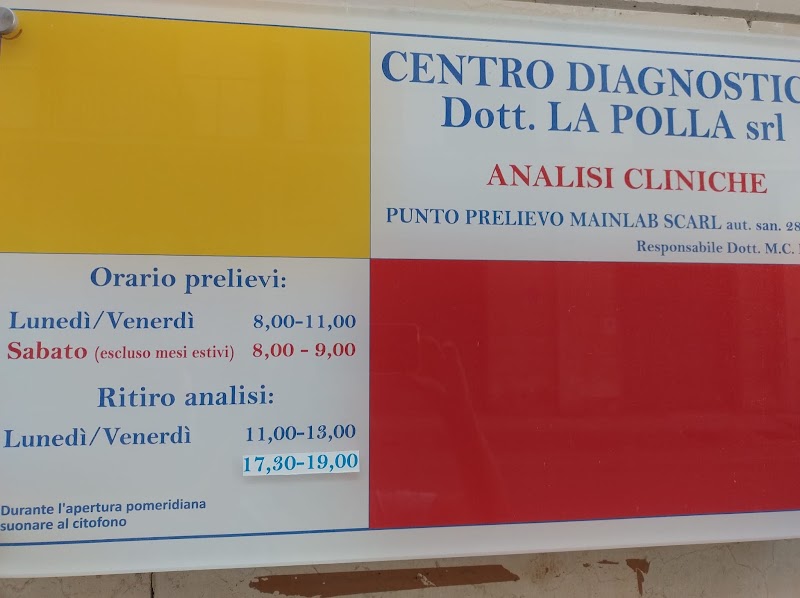 CENTRO DIAGNOSTIC
Dott. LA POLLA srl
ANALISI CLINICHE
PUNTO PRELIEVO MAINLAB SCARL aut. san. 28
Responsabile Dott. M.C.
Orario prelievi:
Lunedì/Venerdì 8,00-11,00
Sabato (escluso mesi estivi) 8,00 - 9,00
Ritiro analisi:
Lunedì/Venerdì 11,00-13,00
17,30-19,00
Durante l'apertura pomeridiana
suonare al citofono